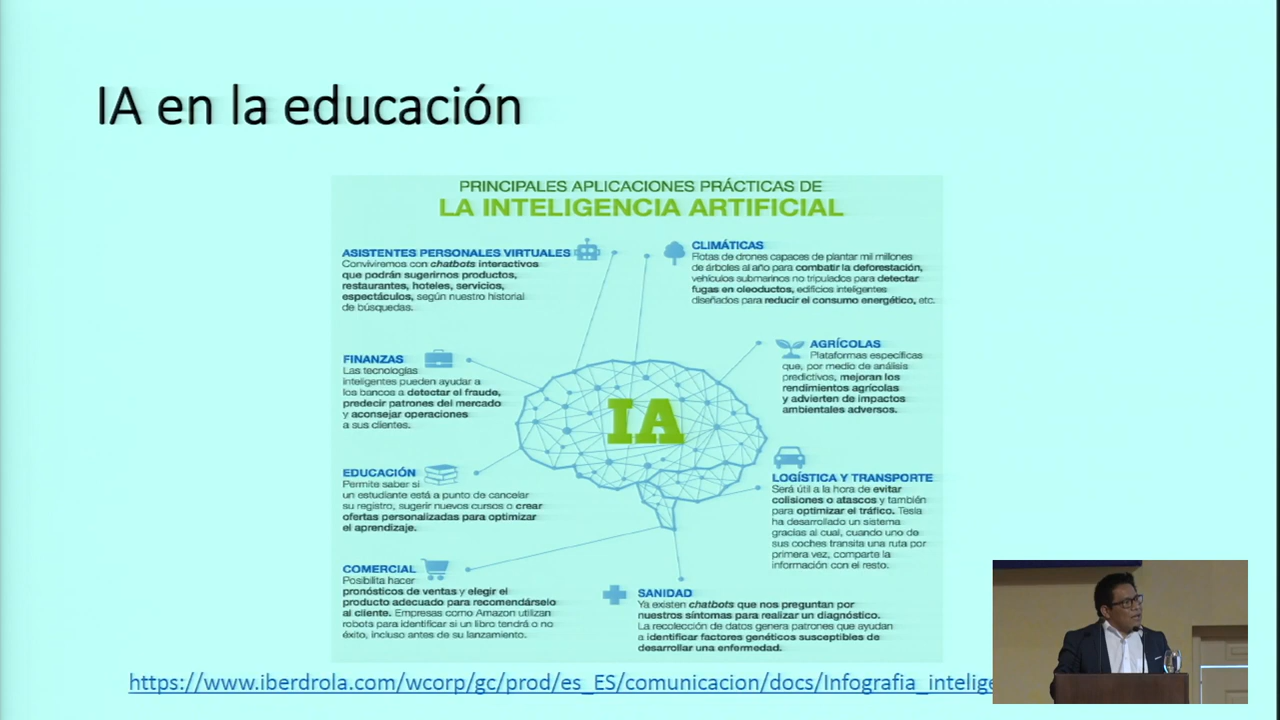 IA en la educación
PRINCIPALES APLICACIONES PRÁCTICAS DE
LA INTELIGENCIA ARTIFICIAL
ASISTENTES PERSONALES VIRTUALES
Conviviremos con chatbots interactivos
que podrán sugerirnos productos,
restaurantes, hoteles, servicios,
espectáculos, según nuestro historial
de búsquedas.
CLIMÁTICAS
Flotas de drones capaces de plantar mil millones
de árboles al año para combatir la deforestación,
vehículos submarinos no tripulados para detectar
fugas en oleoductos, edificios inteligentes
diseñados para reducir el consumo energético, etc.
FINANZAS
Las tecnologías
inteligentes pueden ayudar a
los bancos a detectar el fraude,
predecir patrones del mercado
y aconsejar operaciones
a sus clientes.
AGRÍCOLAS
Plataformas específicas
que, por medio de análisis
predictivos, mejoran los
rendimientos agrícolas
y advierten de impactos
ambientales adversos.
IA
EDUCACIÓN
Permite saber si
un estudiante está a punto de cancelar
su registro, sugerir nuevos cursos o crear
ofertas personalizadas para optimizar
el aprendizaje.
LOGÍSTICA Y TRANSPORTE
Será útil a la hora de evitar
colisiones o atascos y también
para optimizar el tráfico. Tesla
ha desarrollado un sistema
gracias al cual, cuando uno de
sus coches transita una ruta por
primera vez, comparte la
información con el resto.
COMERCIAL
Posibilita hacer
pronósticos de ventas y elegir el
producto adecuado para recomendárselo
al cliente. Empresas como Amazon utilizan
robots para identificar si un libro tendrá o no
éxito, incluso antes de su lanzamiento.
SANIDAD
Ya existen chatbots que nos preguntan por
nuestros síntomas para realizar un diagnóstico.
La recolección de datos genera patrones que ayudan
a identificar factores genéticos susceptibles de
desarrollar una enfermedad.
https://www.iberdrola.com/wcorp/gc/prod/es_ES/comunicacion/docs/Infografia_intelige